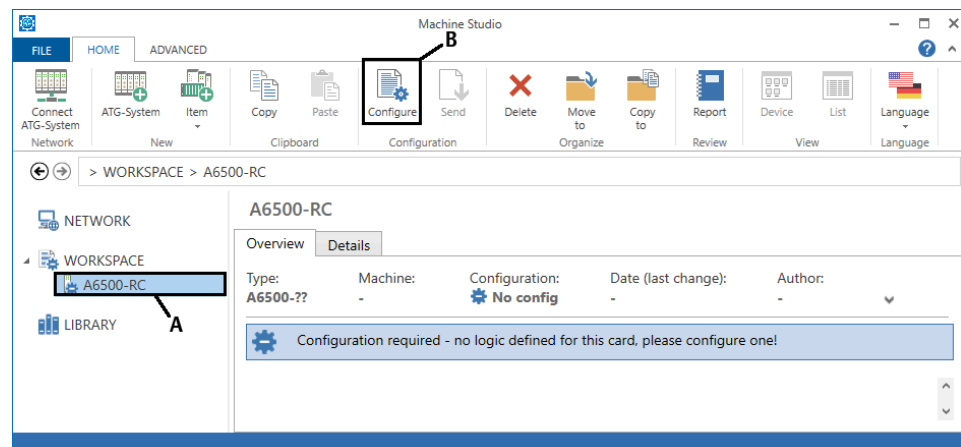 Machine Studio
B
FILE HOME ADVANCED
Connect ATG-System
ATG-System
Item
Copy
Paste
Configure
Send
Delete
Move to
Copy to
Report
Device
List
Language
Network New Clipboard Configuration Organize Review View Language
> WORKSPACE > A6500-RC
NETWORK
WORKSPACE
A6500-RC
A
LIBRARY
A6500-RC
Overview Details
Type: Machine: Configuration: Date (last change): Author:
A6500-?? - No config - -
Configuration required - no logic defined for this card, please configure one!